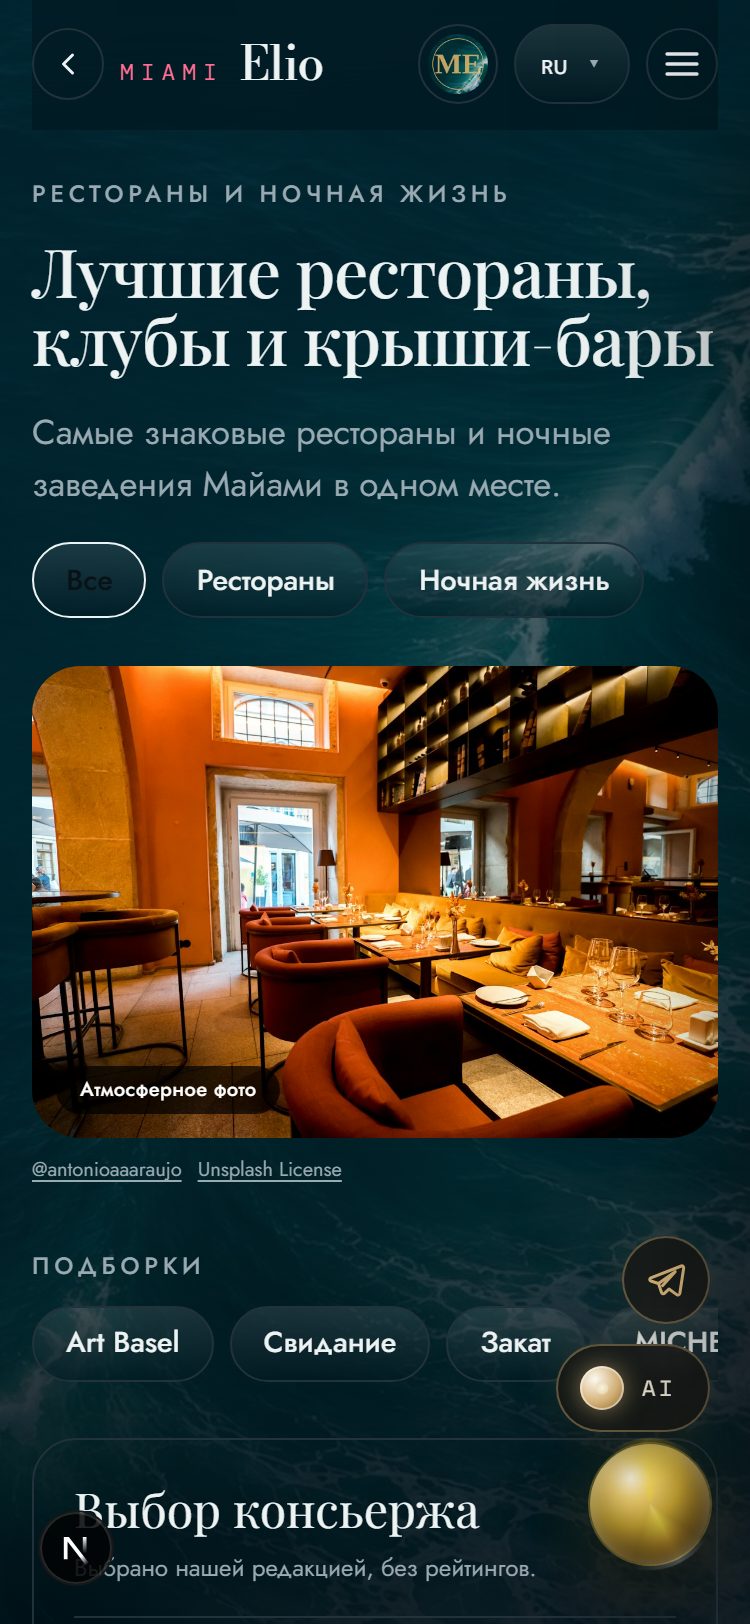 MIAMI Elio
ME
RU
РЕСТОРАНЫ И НОЧНАЯ ЖИЗНЬ
Лучшие рестораны,
клубы и крыши-бары
Самые знаковые рестораны и ночные
заведения Майами в одном месте.
Все
Рестораны
Ночная жизнь
Атмосферное фото
@antonioaaaraujo Unsplash License
ПОДБОРКИ
Art Basel
Свидание
Закат
AI
Выбор консьержа
N
Выбрано нашей редакцией, без рейтингов.